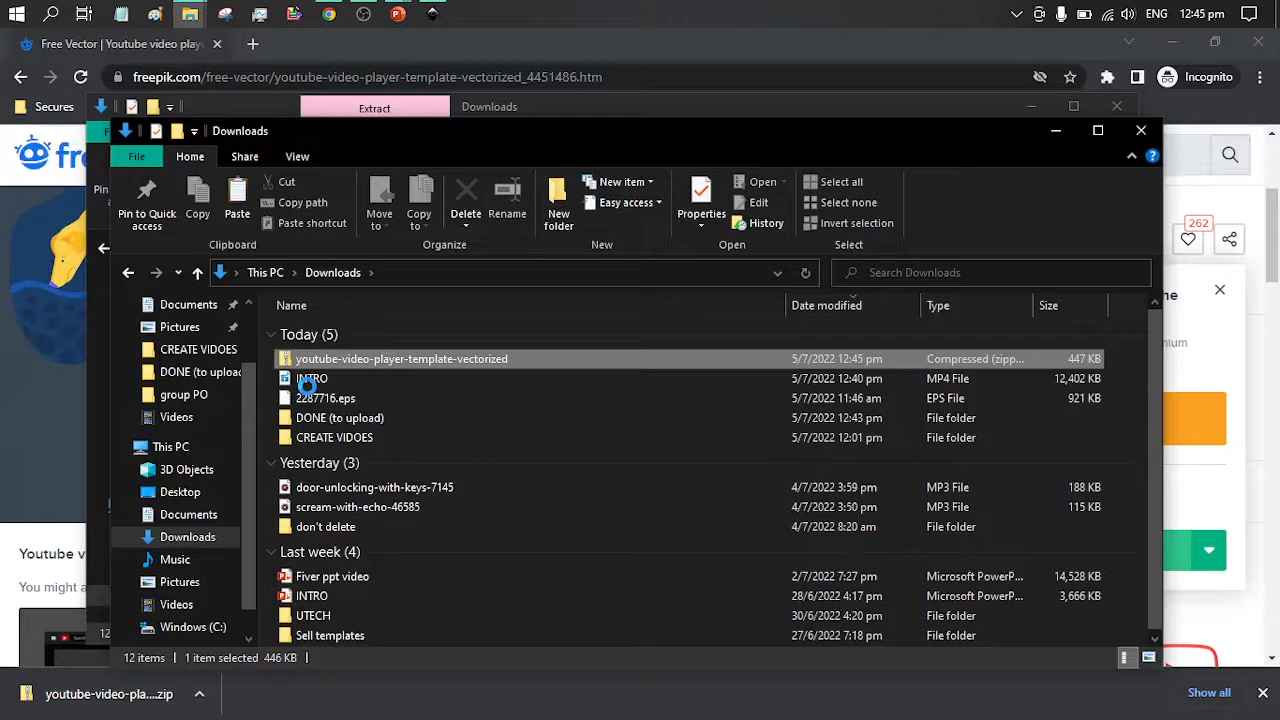 ENG 12:45 pm
Free Vector | Youtube video playe
freepik.com/free-vector/youtube-video-player-template-vectorized_4451486.htm
Incognito
Secures
Extract
Downloads
Downloads
File
Home
Share
View
Pin to Quick access
Copy
Paste
Cut
Copy path
Paste shortcut
Clipboard
Move to
Copy to
Delete
Rename
Organize
New folder
New item
Easy access
New
Properties
Open
Edit
History
Open
Select all
Select none
Invert selection
Select
262
This PC
Downloads
Search Downloads
Name
Date modified
Type
Size
Documents
Pictures
CREATE VIDOES
DONE (to uploac
group PO
Videos
This PC
3D Objects
Desktop
Documents
Downloads
Music
Pictures
Videos
Windows (C:)
Today (5)
youtube-video-player-template-vectorized 5/7/2022 12:45 pm Compressed (zipp... 447 KB
INTRO 5/7/2022 12:40 pm MP4 File 12,402 KB
2287716.eps 5/7/2022 11:46 am EPS File 921 KB
DONE (to upload) 5/7/2022 12:43 pm File folder
CREATE VIDOES 5/7/2022 12:01 pm File folder
Yesterday (3)
door-unlocking-with-keys-7145 4/7/2022 3:59 pm MP3 File 188 KB
scream-with-echo-46585 4/7/2022 3:50 pm MP3 File 115 KB
don't delete 4/7/2022 8:20 am File folder
Last week (4)
Fiver ppt video 2/7/2022 7:27 pm Microsoft PowerP... 14,528 KB
INTRO 28/6/2022 4:17 pm Microsoft PowerP... 3,666 KB
UTECH 30/6/2022 4:20 pm File folder
Sell templates 27/6/2022 7:18 pm File folder
12 items
1 item selected 446 KB
Youtube v
You might a
youtube-video-pla....zip
Show all